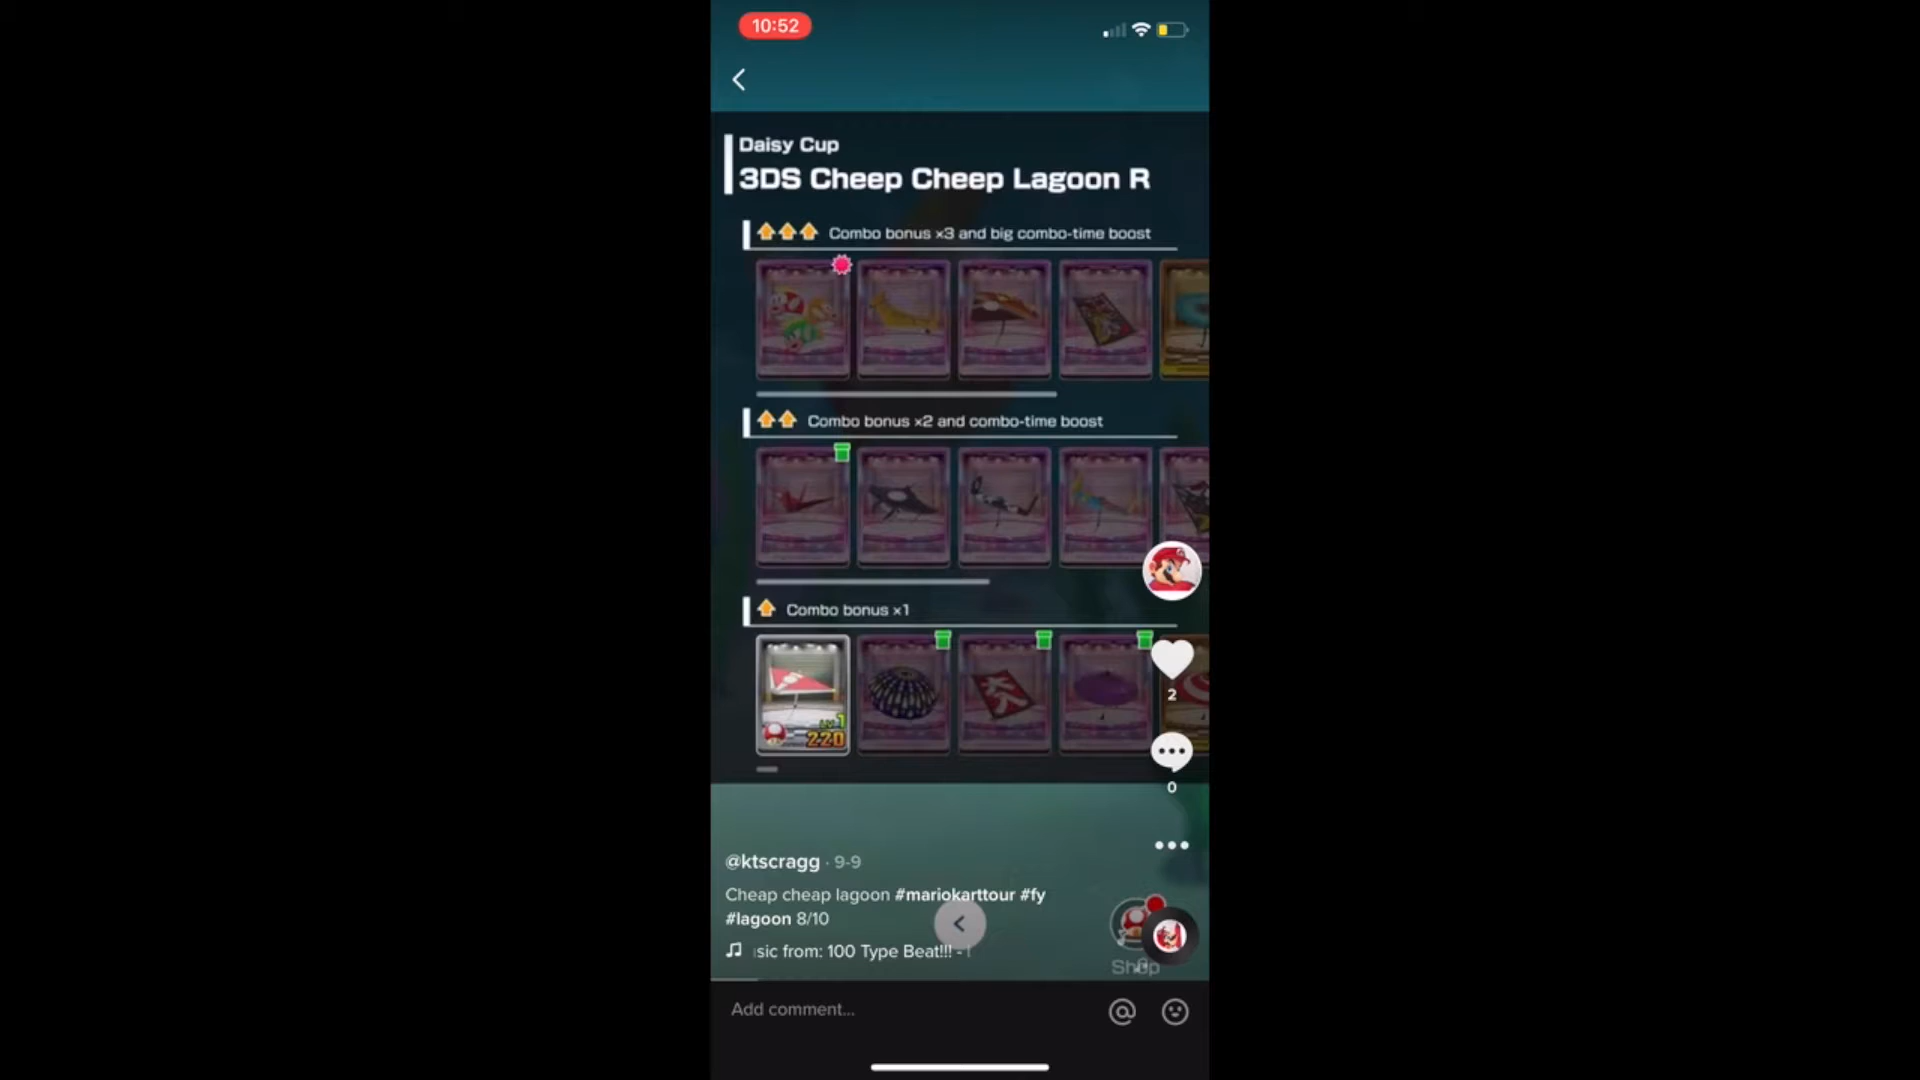 10:52
Daisy Cup
3DS Cheep Cheep Lagoon R
Combo bonus ×3 and big combo-time boost
Combo bonus ×2 and combo-time boost
Combo bonus ×1
Lv.1
220
2
0
@ktscragg · 9-9
Cheap cheap lagoon #mariokarttour #fy
#lagoon 8/10
sic from: 100 Type Beat!!! -
Shop
Add comment...